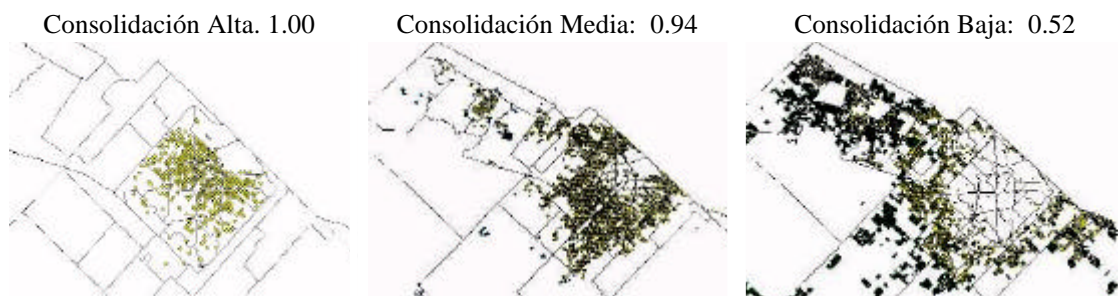 Consolidación Alta. 1.00
Consolidación Media: 0.94
Consolidación Baja: 0.52